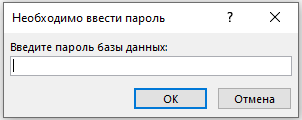 Необходимо ввести пароль ?
Введите пароль базы данных:
ОК Отмена